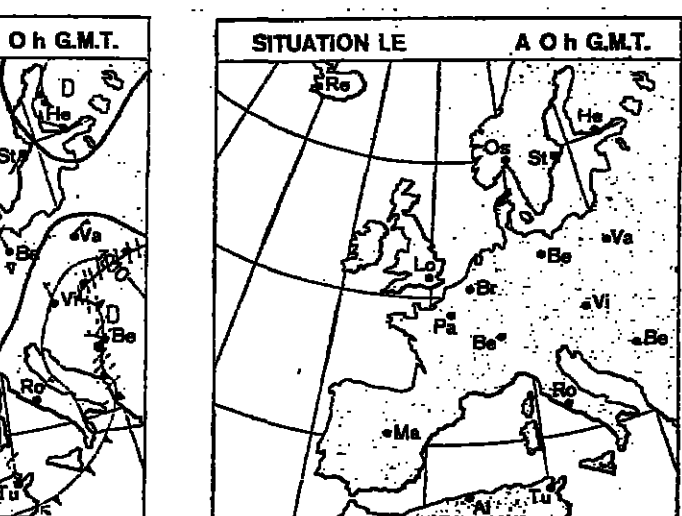 O h G.M.T.
D
He
St
Be
Va
Vi
D
Be
Ro
Tu
SITUATION LE A O h G.M.T.
Re
He
Os
St
Va
Be
Lo
Br
Vi
Pa
Be
Be
Ro
Ma
Tu
Al